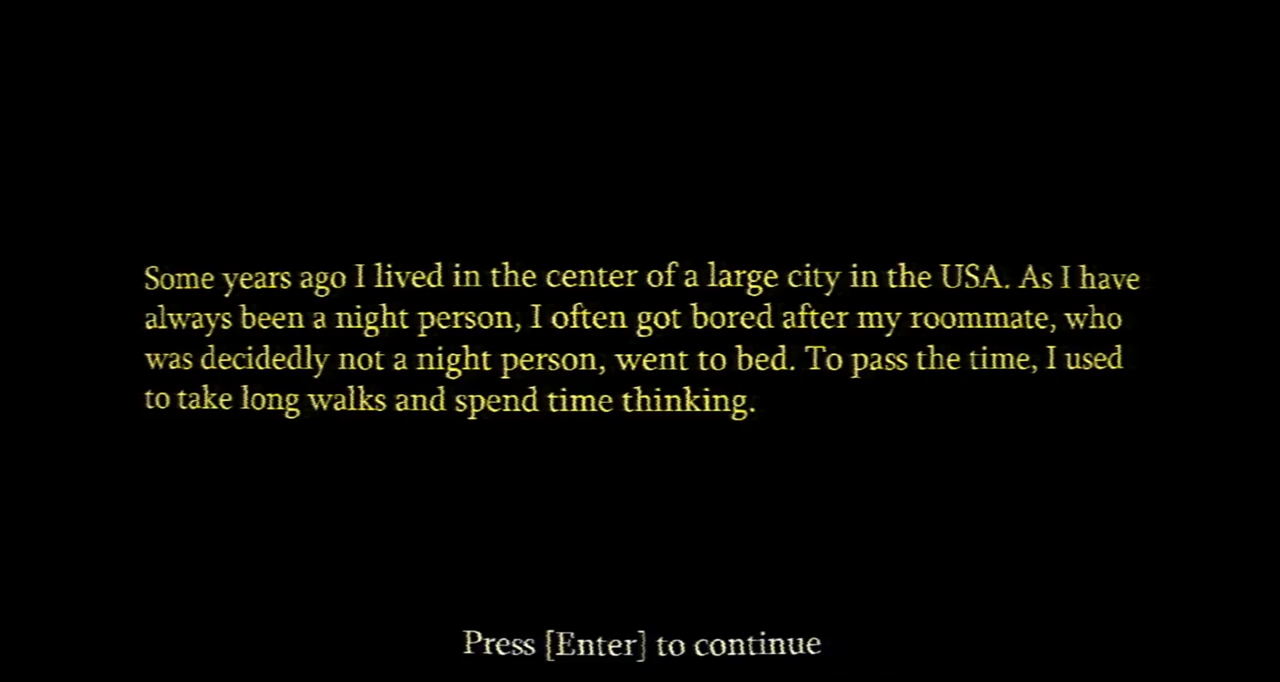 Some years ago I lived in the center of a large city in the USA. As I have
always been a night person, I often got bored after my roommate, who
was decidedly not a night person, went to bed. To pass the time, I used
to take long walks and spend time thinking.
Press [Enter] to continue